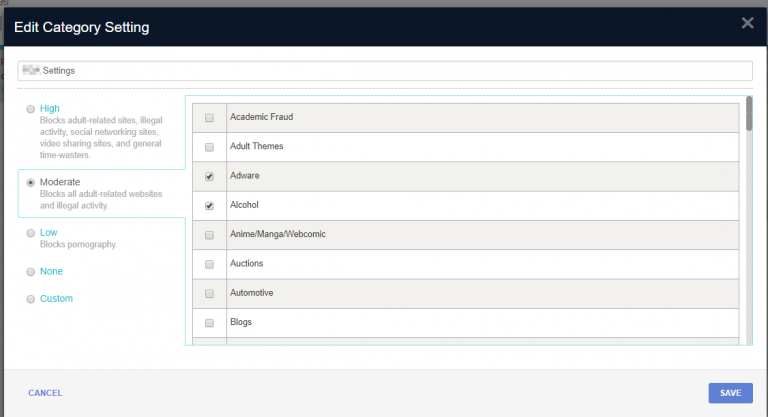 Edit Category Setting
Settings
High
Blocks adult-related sites, illegal
activity, social networking sites,
video sharing sites, and general
time-wasters.
Moderate
Blocks all adult-related websites
and illegal activity.
Low
Blocks pornography.
None
Custom
Academic Fraud
Adult Themes
Adware
Alcohol
Anime/Manga/Webcomic
Auctions
Automotive
Blogs
CANCEL
SAVE